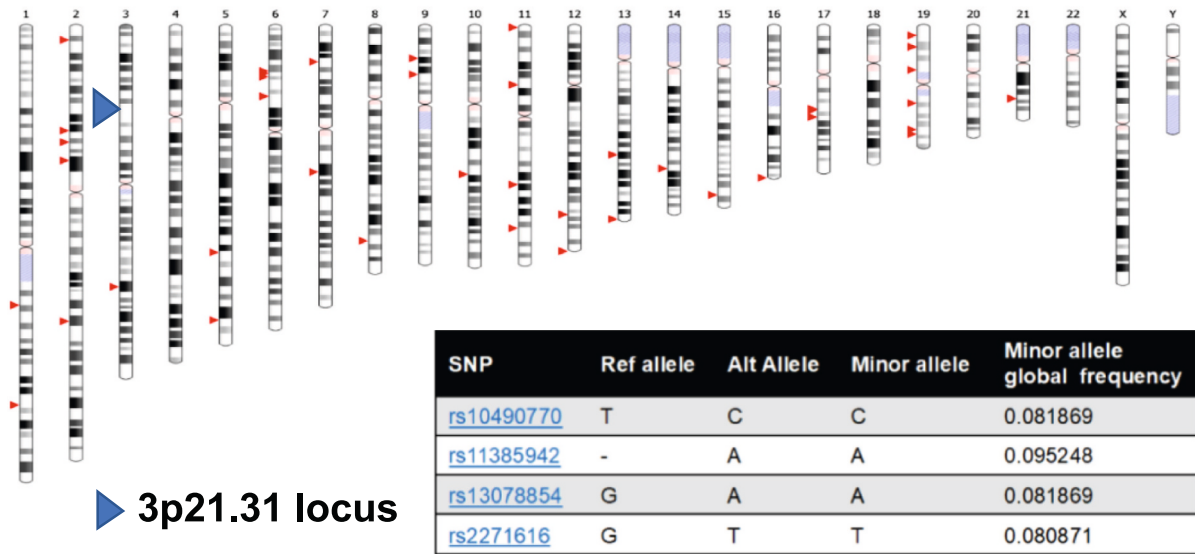 1 2 3 4 5 6 7 8 9 10 11 12 13 14 15 16 17 18 19 20 21 22 X Y
SNP Ref allele Alt Allele Minor allele Minor allele global frequency
rs10490770 T C C 0.081869
rs11385942 - A A 0.095248
rs13078854 G A A 0.081869
rs2271616 G T T 0.080871
3p21.31 locus